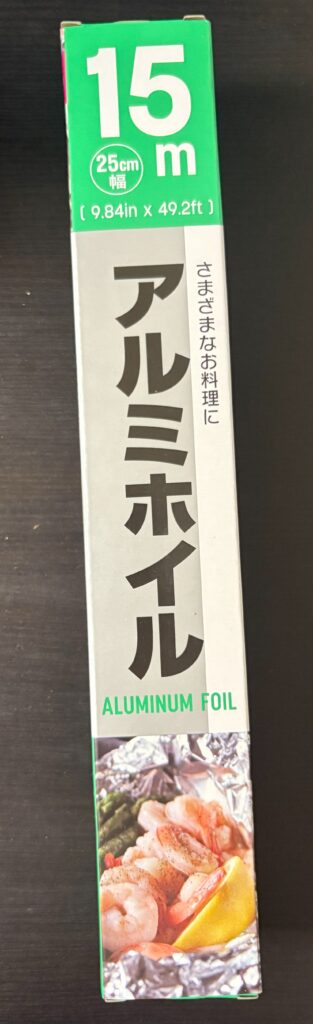 15m
25cm
幅
( 9.84in x 49.2ft )
さまざまなお料理に
アルミホイル
ALUMINUM FOIL